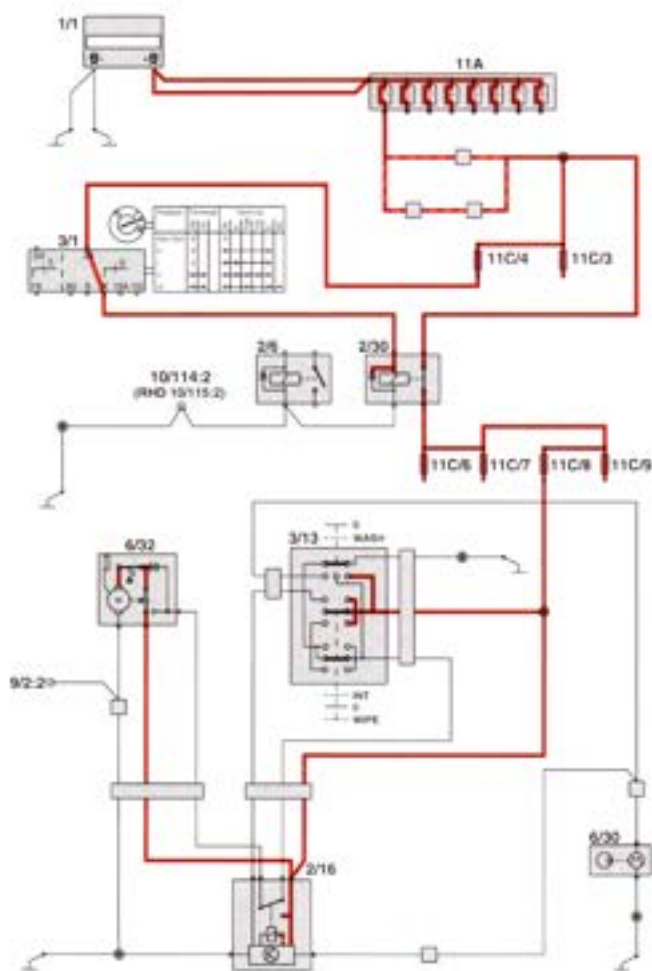 1/1
11A
3/1
11C/4
11C/3
2/6
2/30
10/114:2
(RHD 10/115:2)
11C/6
11C/7
11C/8
11C/9
3/13
0
WASH
6/32
9/2:2
INT
0
WIPE
6/30
2/16